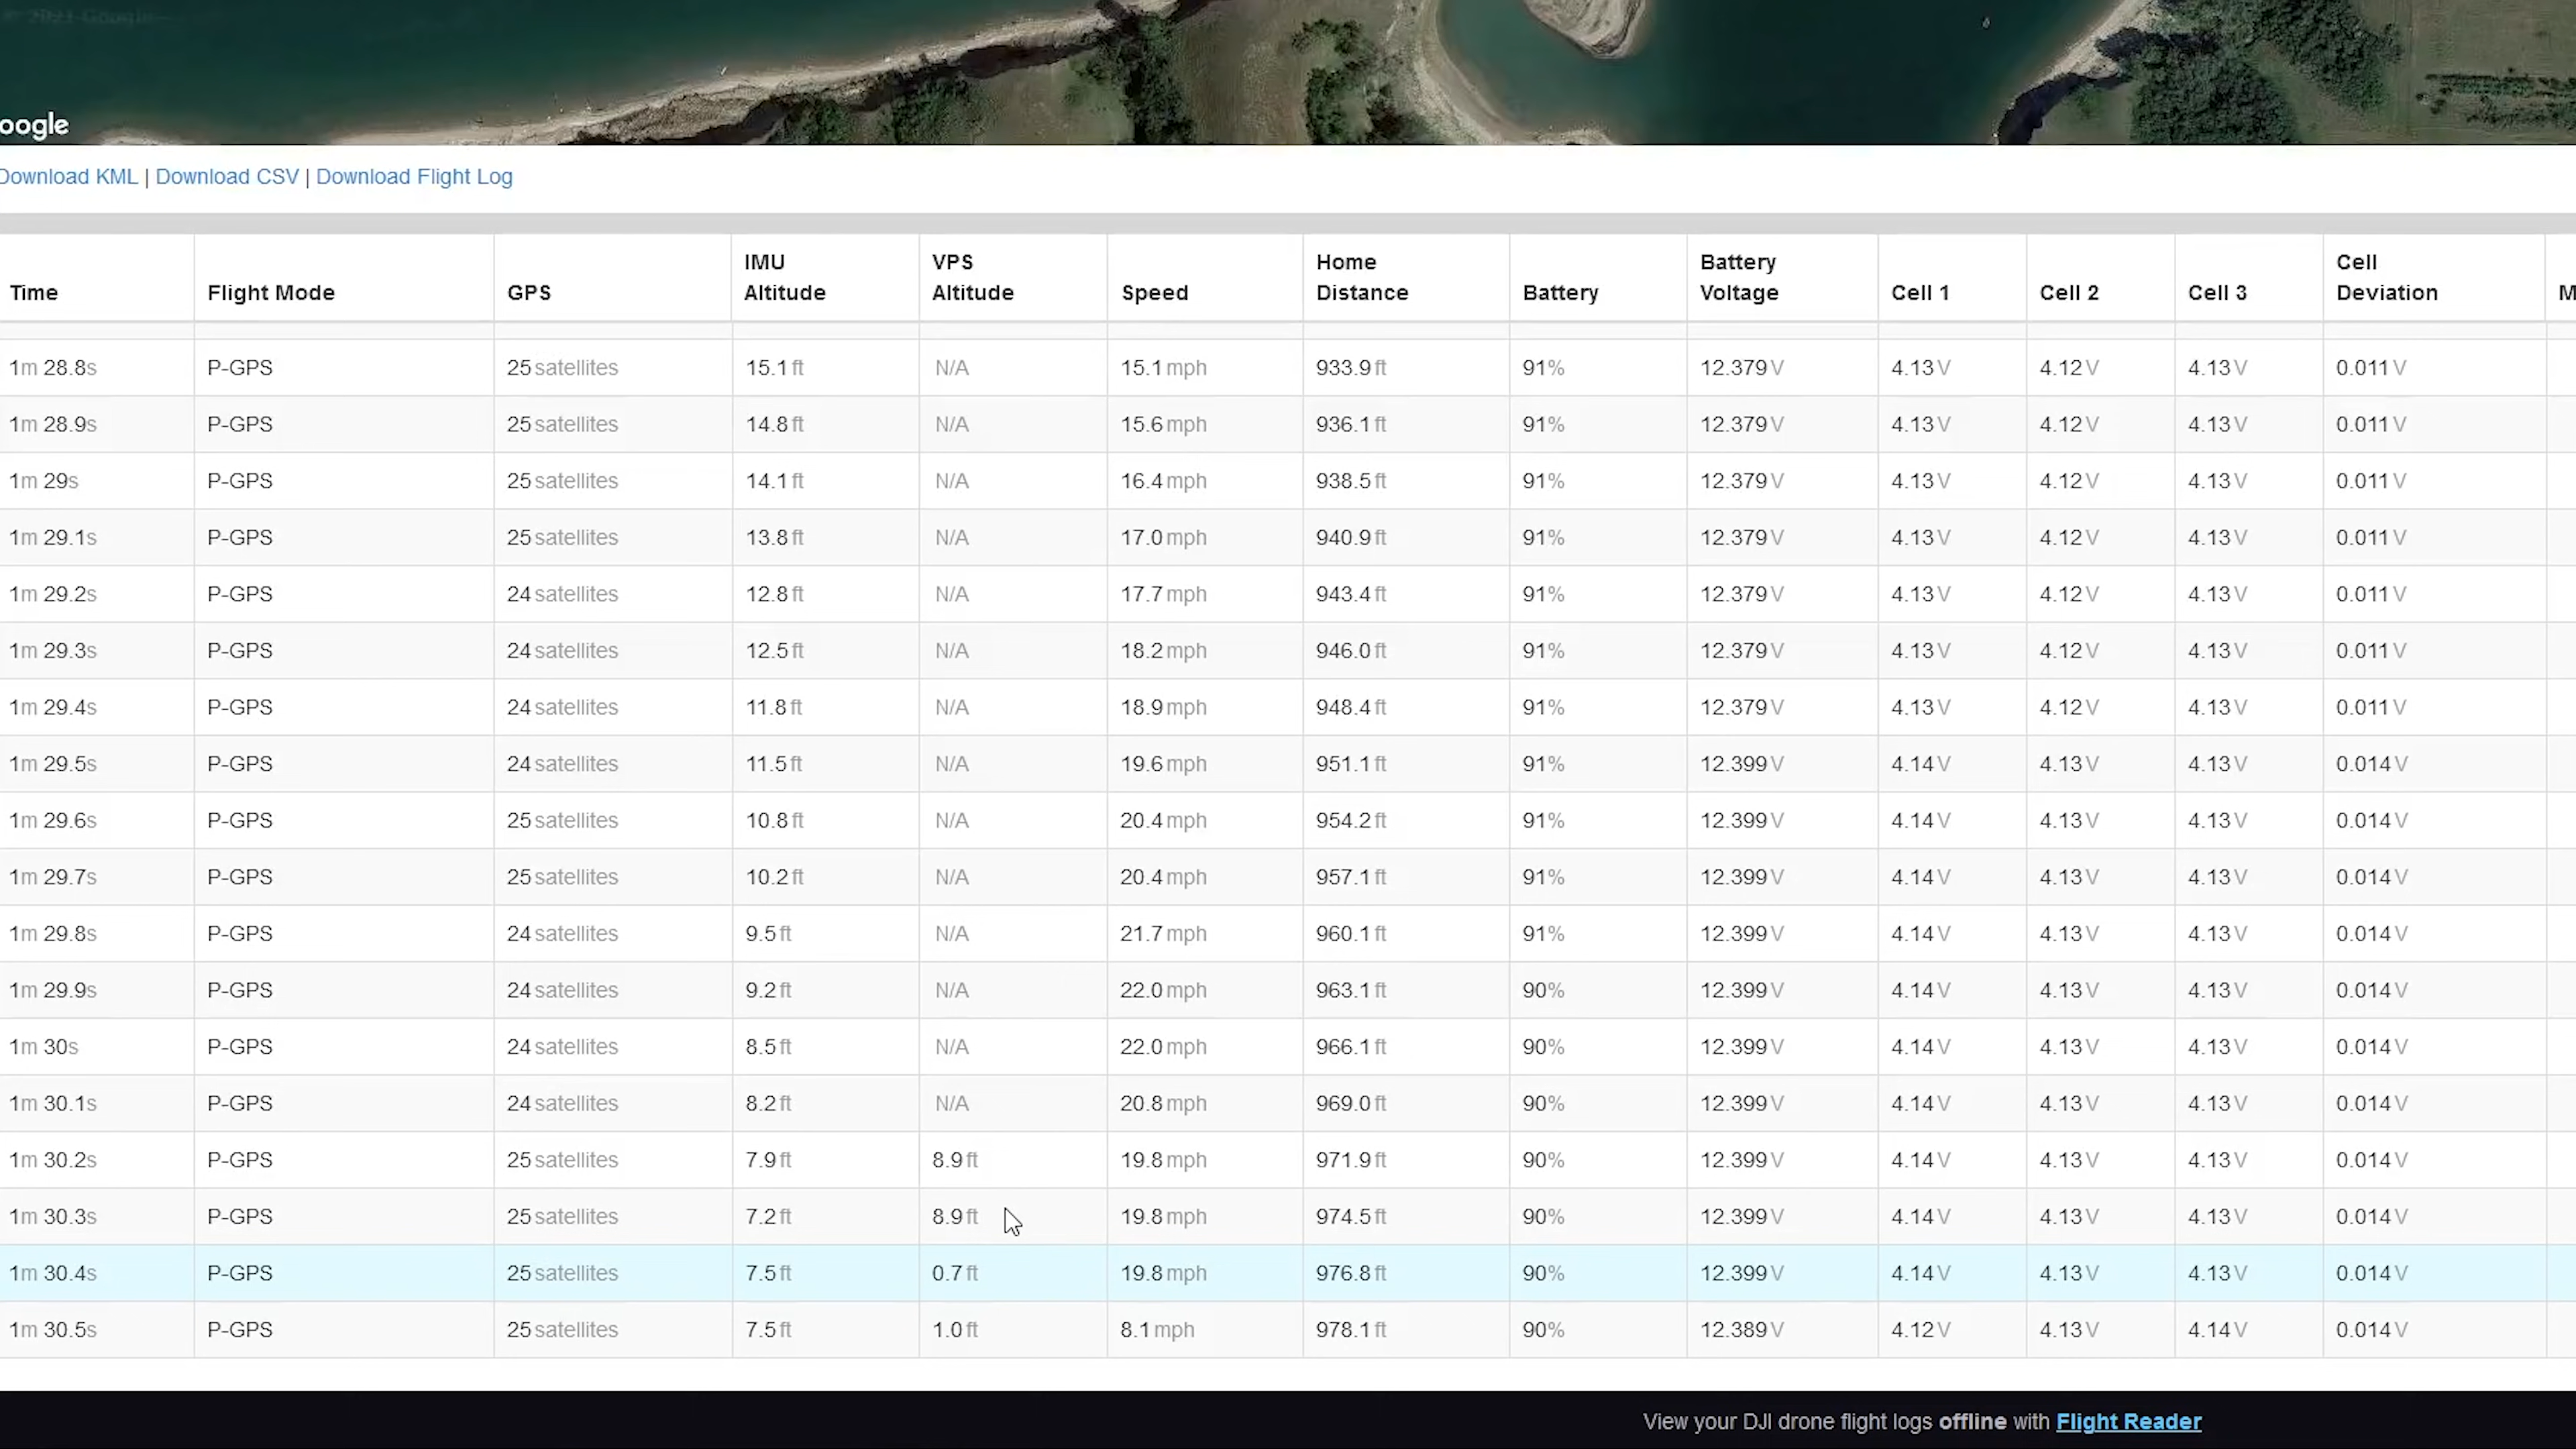 © 2021 Google
oogle
Download KML | Download CSV | Download Flight Log
Time Flight Mode GPS IMU Altitude VPS Altitude Speed Home Distance Battery Battery Voltage Cell 1 Cell 2 Cell 3 Cell Deviation M
1m 28.8s P-GPS 25 satellites 15.1 ft N/A 15.1 mph 933.9 ft 91% 12.379 V 4.13 V 4.12 V 4.13 V 0.011 V
1m 28.9s P-GPS 25 satellites 14.8 ft N/A 15.6 mph 936.1 ft 91% 12.379 V 4.13 V 4.12 V 4.13 V 0.011 V
1m 29s P-GPS 25 satellites 14.1 ft N/A 16.4 mph 938.5 ft 91% 12.379 V 4.13 V 4.12 V 4.13 V 0.011 V
1m 29.1s P-GPS 25 satellites 13.8 ft N/A 17.0 mph 940.9 ft 91% 12.379 V 4.13 V 4.12 V 4.13 V 0.011 V
1m 29.2s P-GPS 24 satellites 12.8 ft N/A 17.7 mph 943.4 ft 91% 12.379 V 4.13 V 4.12 V 4.13 V 0.011 V
1m 29.3s P-GPS 24 satellites 12.5 ft N/A 18.2 mph 946.0 ft 91% 12.379 V 4.13 V 4.12 V 4.13 V 0.011 V
1m 29.4s P-GPS 24 satellites 11.8 ft N/A 18.9 mph 948.4 ft 91% 12.379 V 4.13 V 4.12 V 4.13 V 0.011 V
1m 29.5s P-GPS 24 satellites 11.5 ft N/A 19.6 mph 951.1 ft 91% 12.399 V 4.14 V 4.13 V 4.13 V 0.014 V
1m 29.6s P-GPS 25 satellites 10.8 ft N/A 20.4 mph 954.2 ft 91% 12.399 V 4.14 V 4.13 V 4.13 V 0.014 V
1m 29.7s P-GPS 25 satellites 10.2 ft N/A 20.4 mph 957.1 ft 91% 12.399 V 4.14 V 4.13 V 4.13 V 0.014 V
1m 29.8s P-GPS 24 satellites 9.5 ft N/A 21.7 mph 960.1 ft 91% 12.399 V 4.14 V 4.13 V 4.13 V 0.014 V
1m 29.9s P-GPS 24 satellites 9.2 ft N/A 22.0 mph 963.1 ft 90% 12.399 V 4.14 V 4.13 V 4.13 V 0.014 V
1m 30s P-GPS 24 satellites 8.5 ft N/A 22.0 mph 966.1 ft 90% 12.399 V 4.14 V 4.13 V 4.13 V 0.014 V
1m 30.1s P-GPS 24 satellites 8.2 ft N/A 20.8 mph 969.0 ft 90% 12.399 V 4.14 V 4.13 V 4.13 V 0.014 V
1m 30.2s P-GPS 25 satellites 7.9 ft 8.9 ft 19.8 mph 971.9 ft 90% 12.399 V 4.14 V 4.13 V 4.13 V 0.014 V
1m 30.3s P-GPS 25 satellites 7.2 ft 8.9 ft 19.8 mph 974.5 ft 90% 12.399 V 4.14 V 4.13 V 4.13 V 0.014 V
1m 30.4s P-GPS 25 satellites 7.5 ft 0.7 ft 19.8 mph 976.8 ft 90% 12.399 V 4.14 V 4.13 V 4.13 V 0.014 V
1m 30.5s P-GPS 25 satellites 7.5 ft 1.0 ft 8.1 mph 978.1 ft 90% 12.389 V 4.12 V 4.13 V 4.14 V 0.014 V
View your DJI drone flight logs offline with Flight Reader